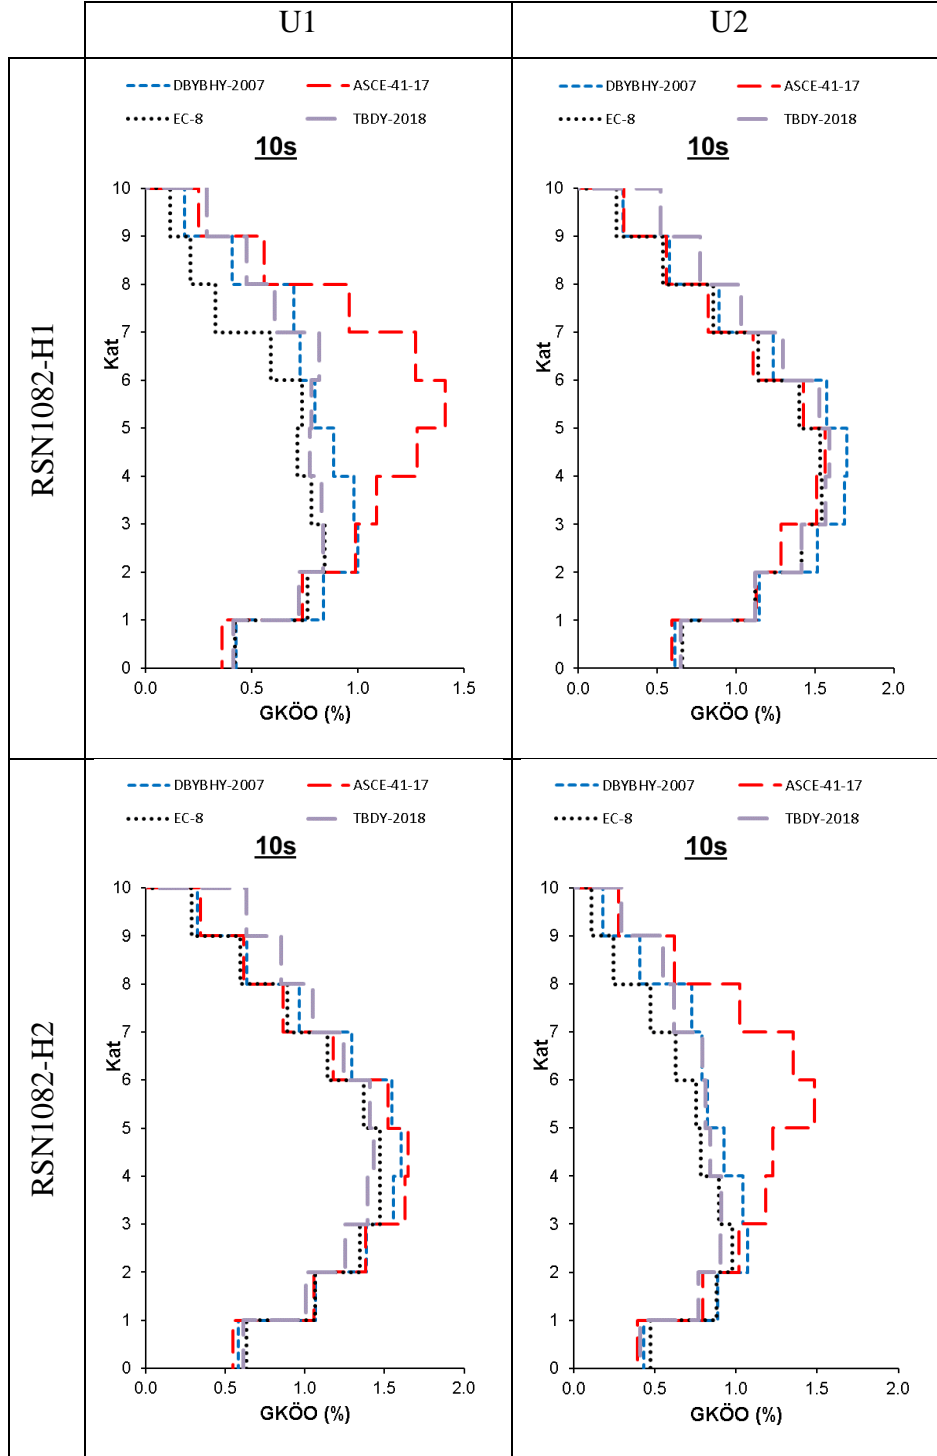 U1 U2
RSN1082-H1
DBYBHY-2007 ASCE-41-17
EC-8 TBDY-2018
10s
Kat
10
9
8
7
6
5
4
3
2
1
0
0.0 0.5 1.0 1.5
GKÖO (%)
DBYBHY-2007 ASCE-41-17
EC-8 TBDY-2018
10s
Kat
10
9
8
7
6
5
4
3
2
1
0
0.0 0.5 1.0 1.5 2.0
GKÖO (%)
RSN1082-H2
DBYBHY-2007 ASCE-41-17
EC-8 TBDY-2018
10s
Kat
10
9
8
7
6
5
4
3
2
1
0
0.0 0.5 1.0 1.5 2.0
GKÖO (%)
DBYBHY-2007 ASCE-41-17
EC-8 TBDY-2018
10s
Kat
10
9
8
7
6
5
4
3
2
1
0
0.0 0.5 1.0 1.5 2.0
GKÖO (%)